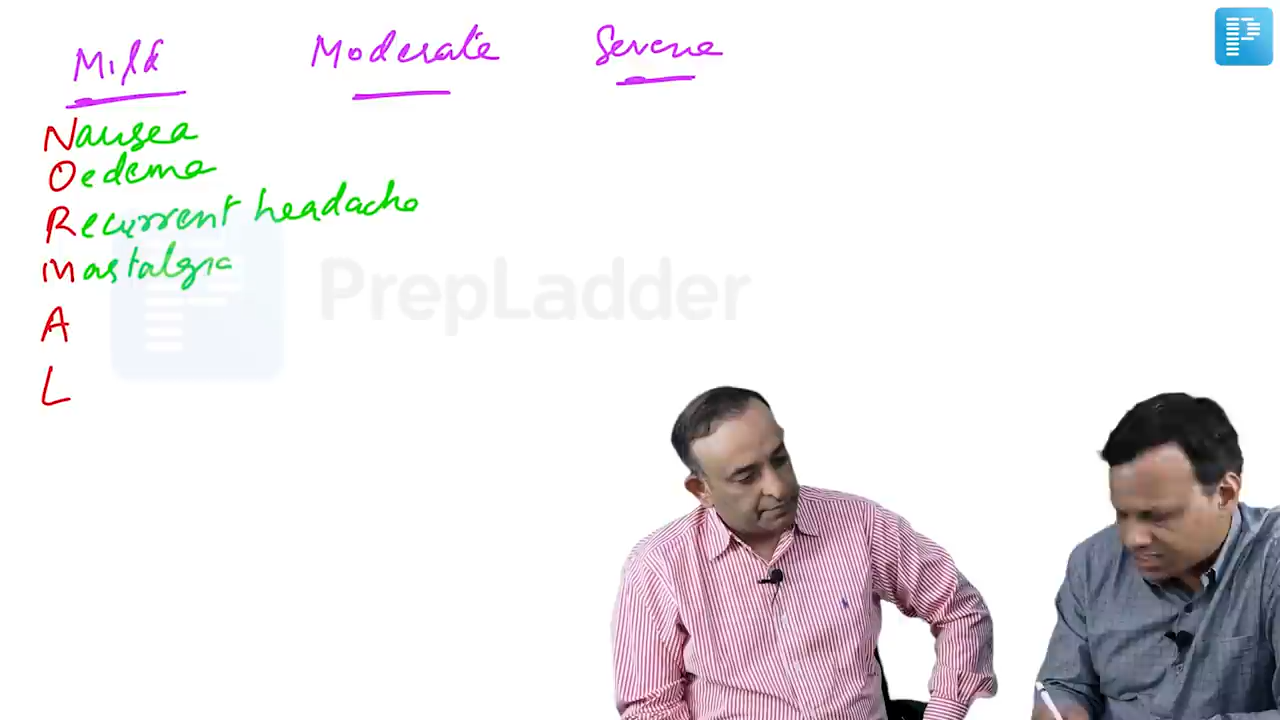 Mild Moderate Severe
Nausea
Oedema
Recurrent headache
Mastalgia
A
L
PrepLadder